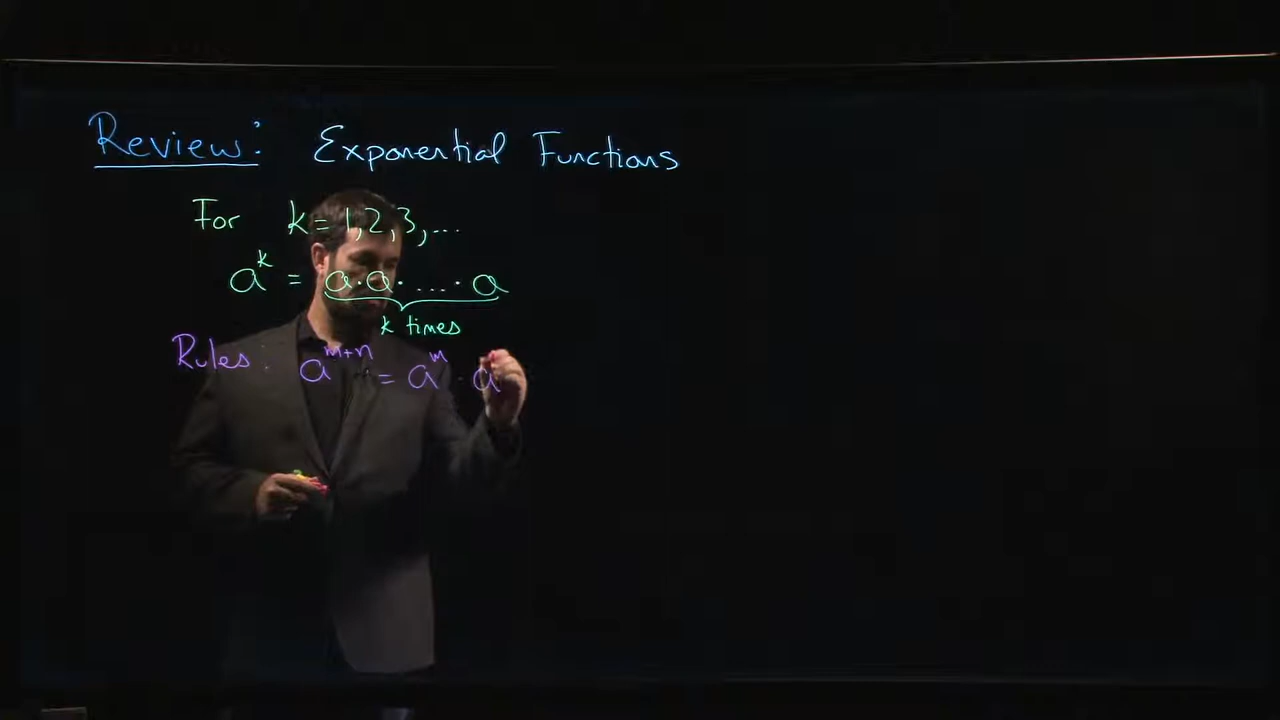 Review: Exponential Functions
For k = 1, 2, 3, ...
a^k = a · a · ... · a
k times
Rules: a^{m+n} = a^m · a